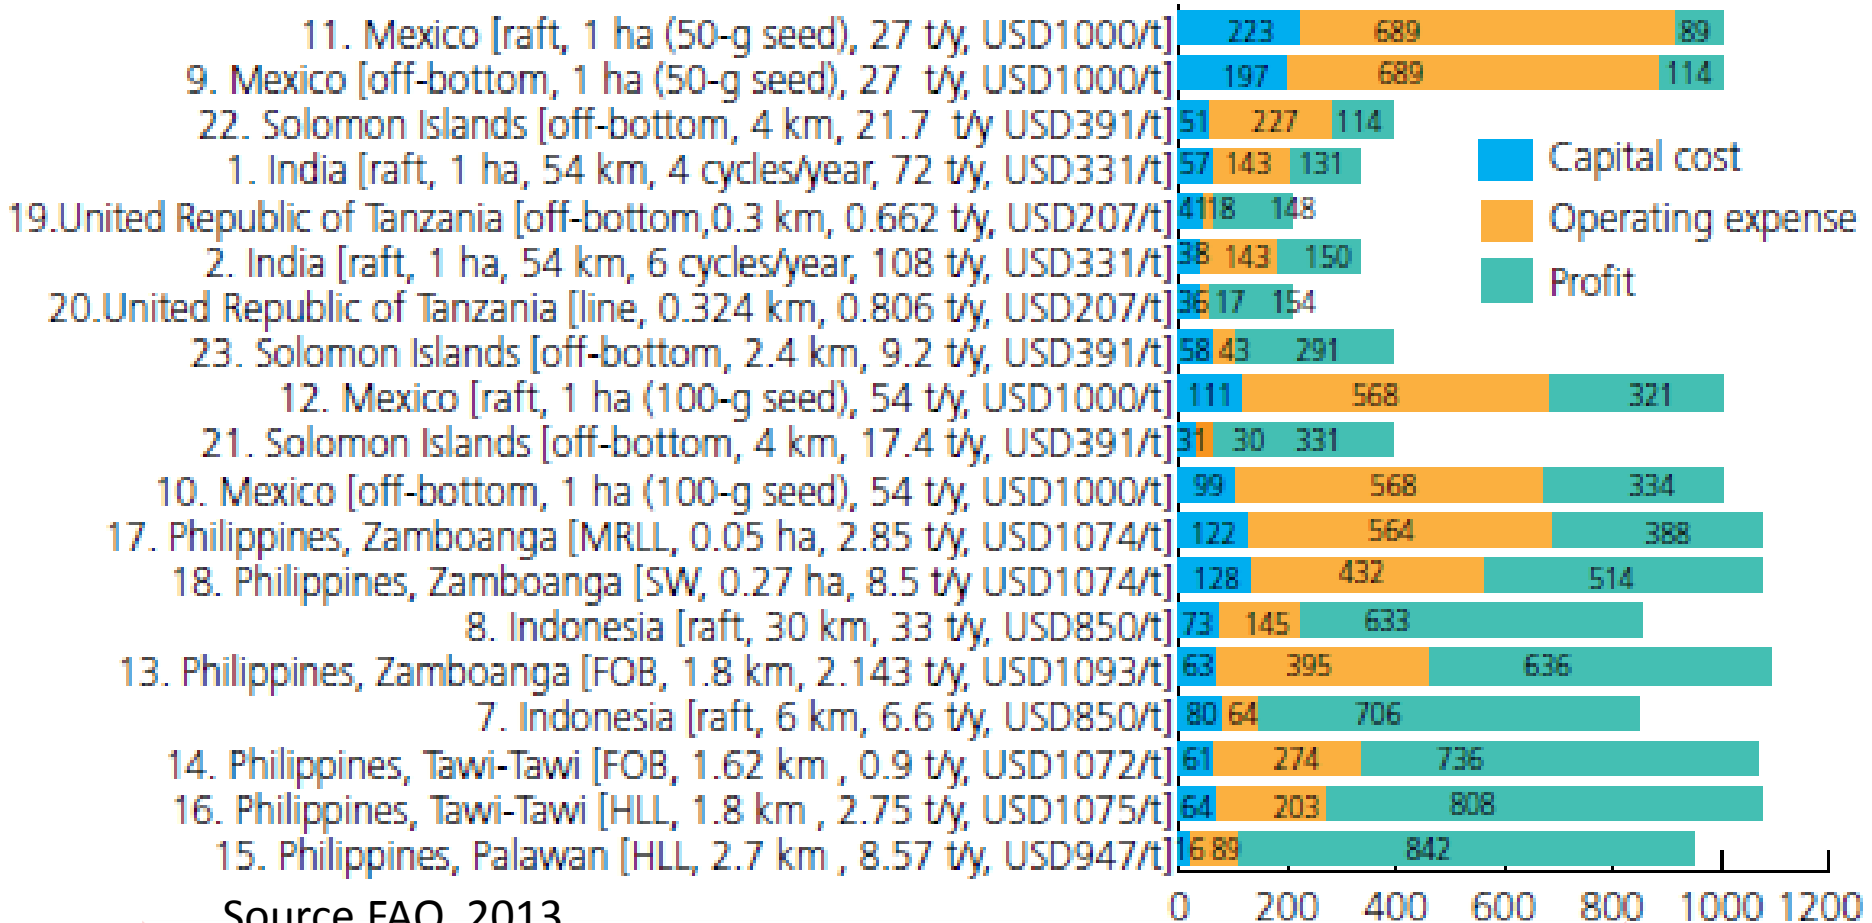 11. Mexico [raft, 1 ha (50-g seed), 27 t/y, USD1000/t] 223 689 89
9. Mexico [off-bottom, 1 ha (50-g seed), 27 t/y, USD1000/t] 197 689 114
22. Solomon Islands [off-bottom, 4 km, 21.7 t/y USD391/t] 51 227 114
Capital cost
1. India [raft, 1 ha, 54 km, 4 cycles/year, 72 t/y, USD331/t] 57 143 131
19.United Republic of Tanzania [off-bottom,0.3 km, 0.662 t/y, USD207/t] 41 18 148
Operating expense
2. India [raft, 1 ha, 54 km, 6 cycles/year, 108 t/y, USD331/t] 38 143 150
Profit
20.United Republic of Tanzania [line, 0.324 km, 0.806 t/y, USD207/t] 36 17 154
23. Solomon Islands [off-bottom, 2.4 km, 9.2 t/y, USD391/t] 58 43 291
12. Mexico [raft, 1 ha (100-g seed), 54 t/y, USD1000/t] 111 568 321
21. Solomon Islands [off-bottom, 4 km, 17.4 t/y, USD391/t] 31 30 331
10. Mexico [off-bottom, 1 ha (100-g seed), 54 t/y, USD1000/t] 99 568 334
17. Philippines, Zamboanga [MRLL, 0.05 ha, 2.85 t/y, USD1074/t] 122 564 388
18. Philippines, Zamboanga [SW, 0.27 ha, 8.5 t/y USD1074/t] 128 432 514
8. Indonesia [raft, 30 km, 33 t/y, USD850/t] 73 145 633
13. Philippines, Zamboanga [FOB, 1.8 km, 2.143 t/y, USD1093/t] 63 395 636
7. Indonesia [raft, 6 km, 6.6 t/y, USD850/t] 80 64 706
14. Philippines, Tawi-Tawi [FOB, 1.62 km , 0.9 t/y, USD1072/t] 61 274 736
16. Philippines, Tawi-Tawi [HLL, 1.8 km , 2.75 t/y, USD1075/t] 64 203 808
15. Philippines, Palawan [HLL, 2.7 km , 8.57 t/y, USD947/t] 16 89 842
0 200 400 600 800 1000 1200
Source FAO, 2013